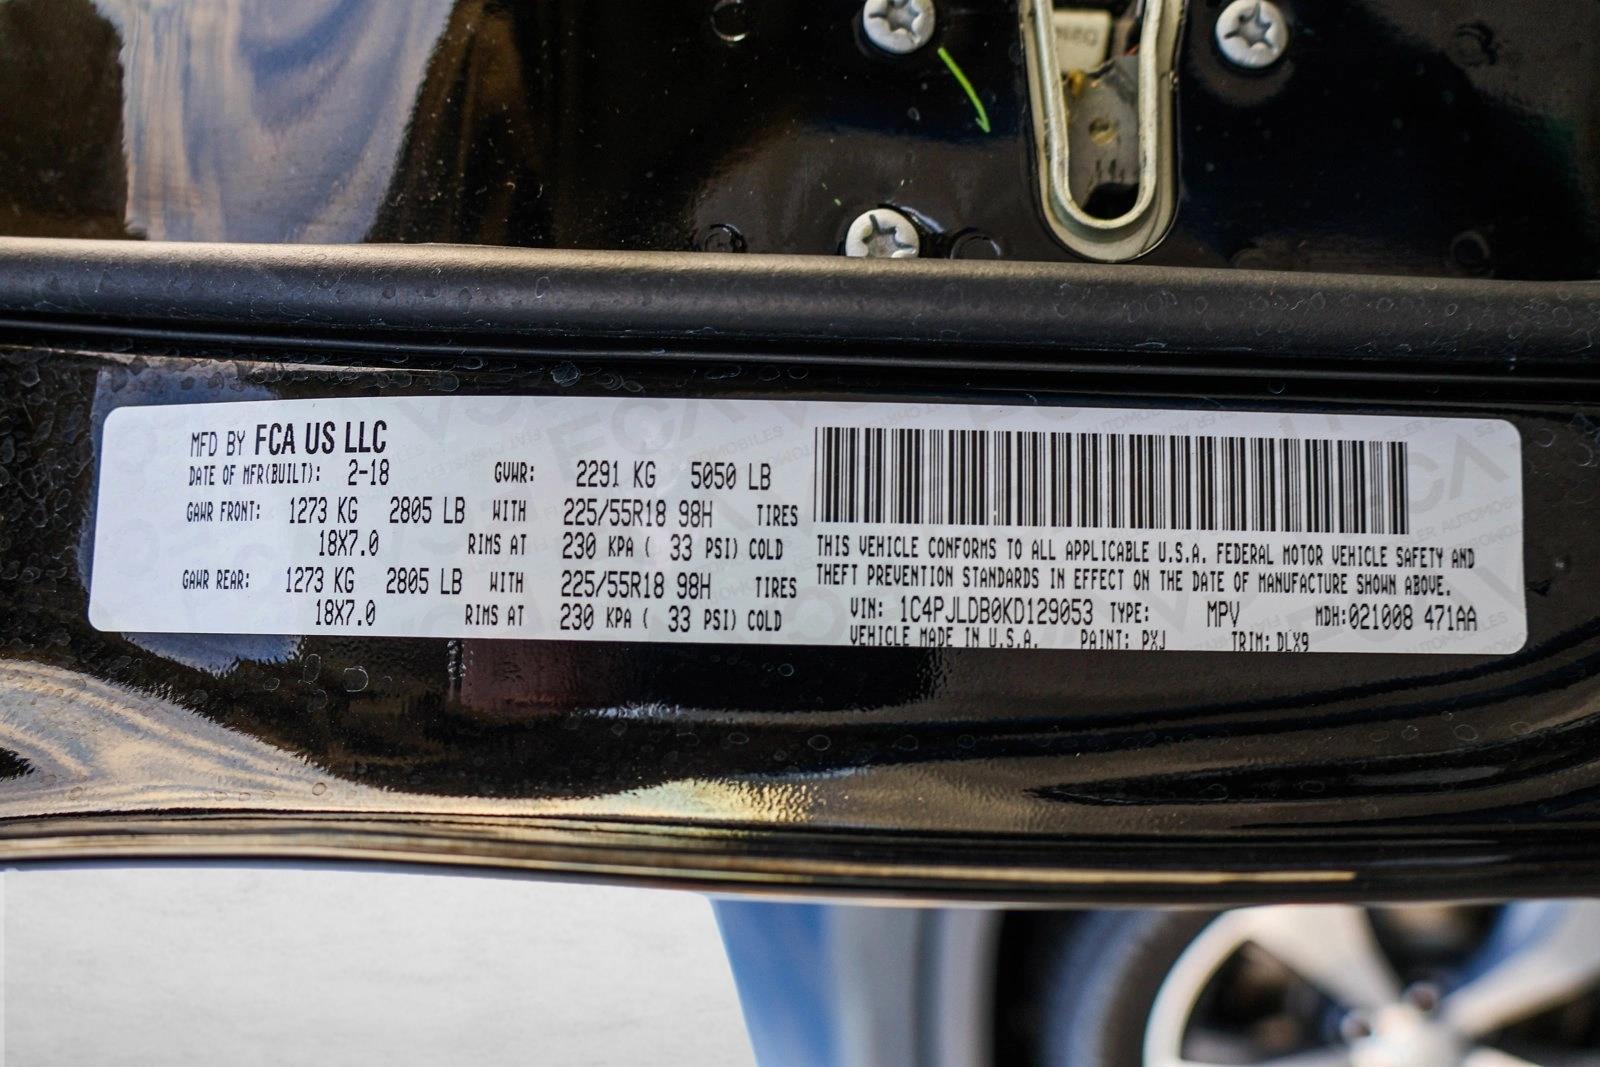 MFD BY FCA US LLC
DATE OF MFR(BUILT): 2-18 GVWR: 2291 KG 5050 LB
GAWR FRONT: 1273 KG 2805 LB WITH 225/55R18 98H TIRES
18X7.0 RIMS AT 230 KPA ( 33 PSI) COLD
GAWR REAR: 1273 KG 2805 LB WITH 225/55R18 98H TIRES
18X7.0 RIMS AT 230 KPA ( 33 PSI) COLD
THIS VEHICLE CONFORMS TO ALL APPLICABLE U.S.A. FEDERAL MOTOR VEHICLE SAFETY AND
THEFT PREVENTION STANDARDS IN EFFECT ON THE DATE OF MANUFACTURE SHOWN ABOVE.
VIN: 1C4PJLDB0KD129053 TYPE: MPV MDH:021008 471AA
VEHICLE MADE IN U.S.A. PAINT: PXJ TRIM: DLX9